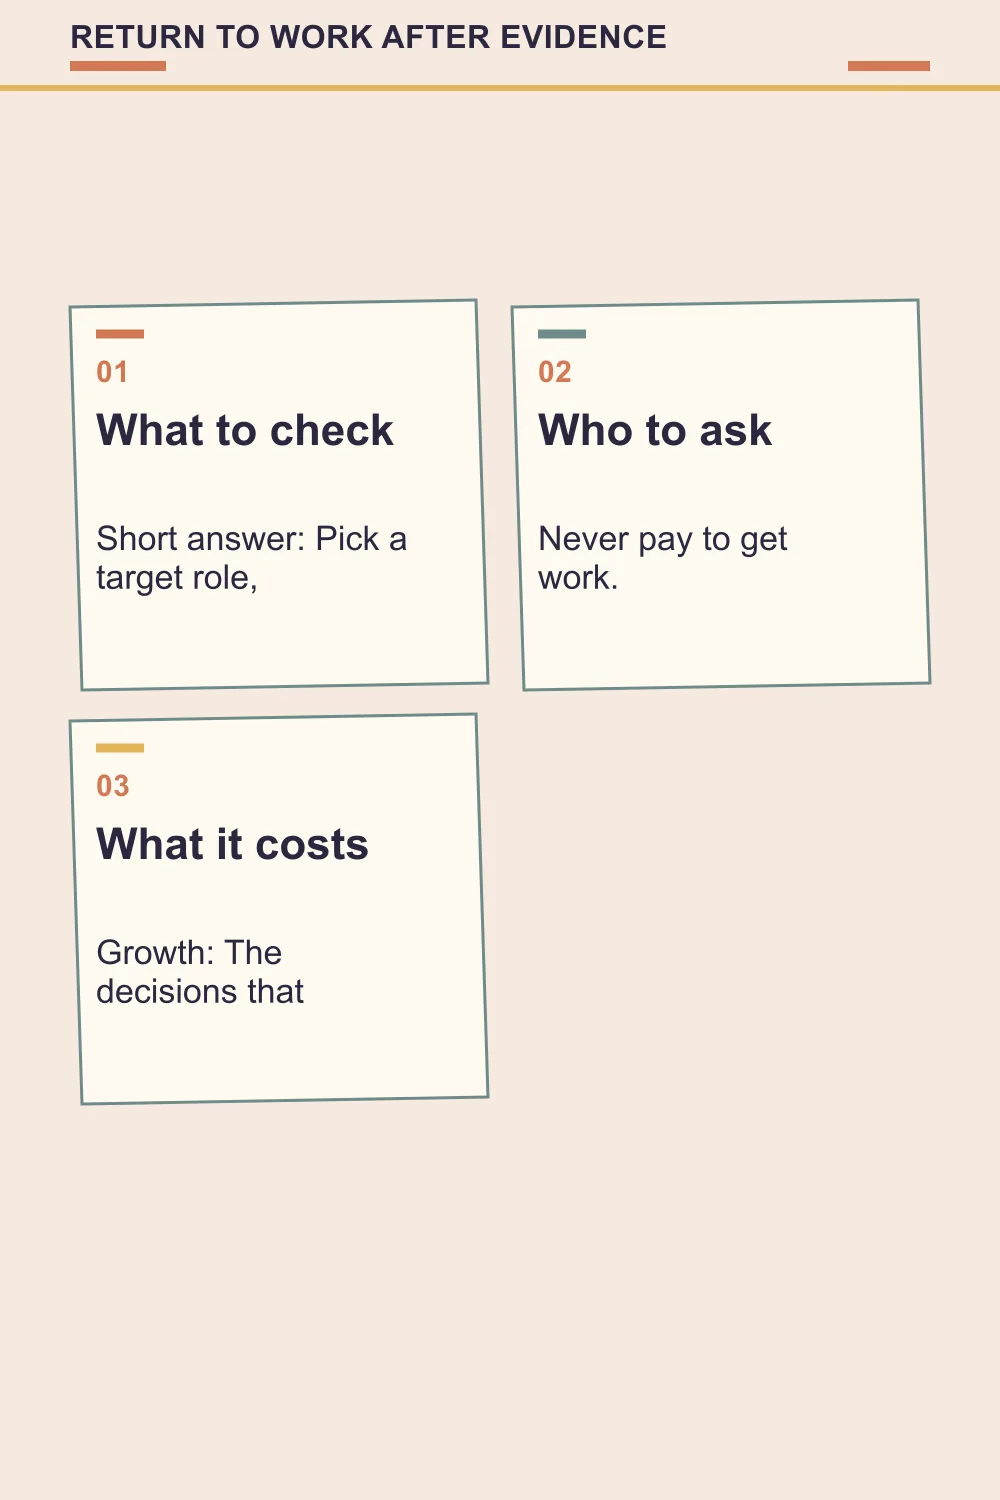 RETURN TO WORK AFTER EVIDENCE
01
What to check
Short answer: Pick a
target role,
02
Who to ask
Never pay to get
work.
03
What it costs
Growth: The
decisions that